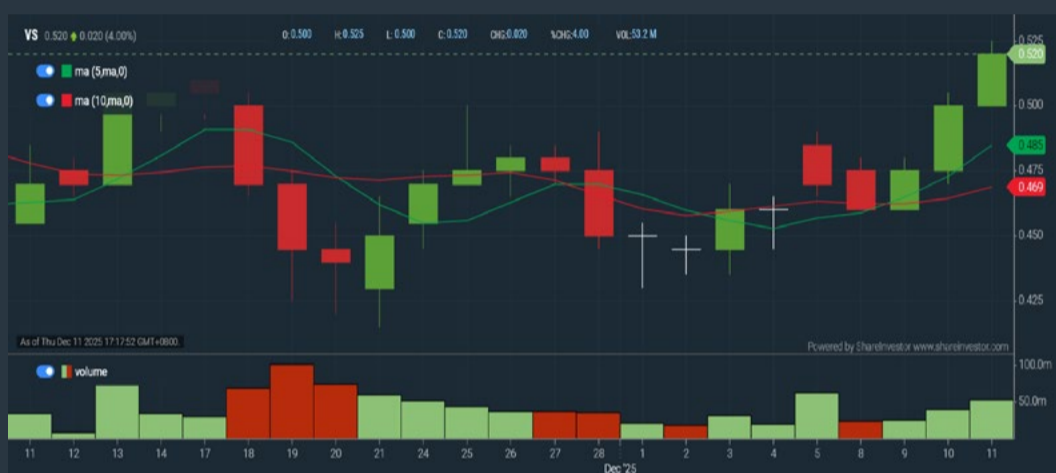 VS 0.520 0.020 (4.00%) O:0.500 H:0.525 L:0.500 C:0.520 CHG:0.020 %CHG:4.00 VOL:53.2 M
ma (5,ma,0)
ma (10,ma,0)
0.525
0.520
0.500
0.485
0.475
0.469
0.450
0.425
As of Thu Dec 11 2025 17:17:52 GMT+0800.
Powered by ShareInvestor www.shareinvestor.com
volume
100.0m
50.0m
11 12 13 14 17 18 19 20 21 24 25 26 27 28 1 2 3 4 5 8 9 10 11
Dec '25